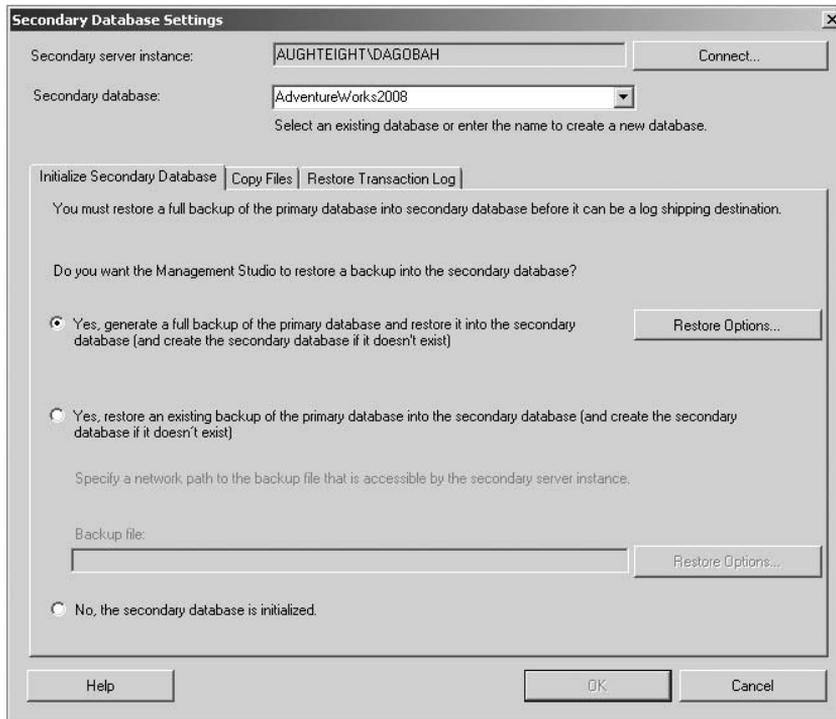 Secondary Database Settings
Secondary server instance:
AUGHTEIGHT\DAGOBAH
Connect...
Secondary database:
AdventureWorks2008
Select an existing database or enter the name to create a new database.
Initialize Secondary Database
Copy Files
Restore Transaction Log
You must restore a full backup of the primary database into secondary database before it can be a log shipping destination.
Do you want the Management Studio to restore a backup into the secondary database?
Yes, generate a full backup of the primary database and restore it into the secondary
database (and create the secondary database if it doesn't exist)
Restore Options...
Yes, restore an existing backup of the primary database into the secondary database (and create the secondary
database if it doesn´t exist)
Specify a network path to the backup file that is accessible by the secondary server instance.
Backup file:
Restore Options...
No, the secondary database is initialized.
Help
OK
Cancel